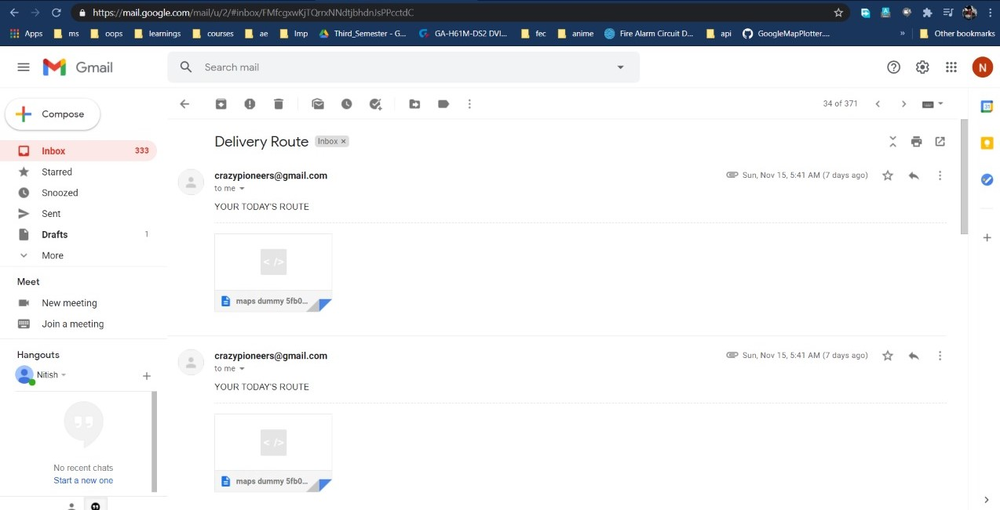 https://mail.google.com/mail/u/2/#inbox/FMfcgxwKjTQrrxNNdtjbhdnJsPPcctdC
Apps ms oops learnings courses ae Imp Third_Semester - G... GA-H61M-DS2 DVI... fec anime Fire Alarm Circuit D... api GoogleMapPlotter.... » Other bookmarks
Gmail
Search mail
N
Compose
34 of 371
Inbox 333
Starred
Snoozed
Sent
Drafts 1
More
Meet
New meeting
Join a meeting
Hangouts
Nitish
No recent chats
Start a new one
Delivery Route Inbox ×
crazypioneers@gmail.com
Sun, Nov 15, 5:41 AM (7 days ago)
to me
YOUR TODAY'S ROUTE
< />
maps dummy 5fb0...
crazypioneers@gmail.com
Sun, Nov 15, 5:41 AM (7 days ago)
to me
YOUR TODAY'S ROUTE
< />
maps dummy 5fb0...
31